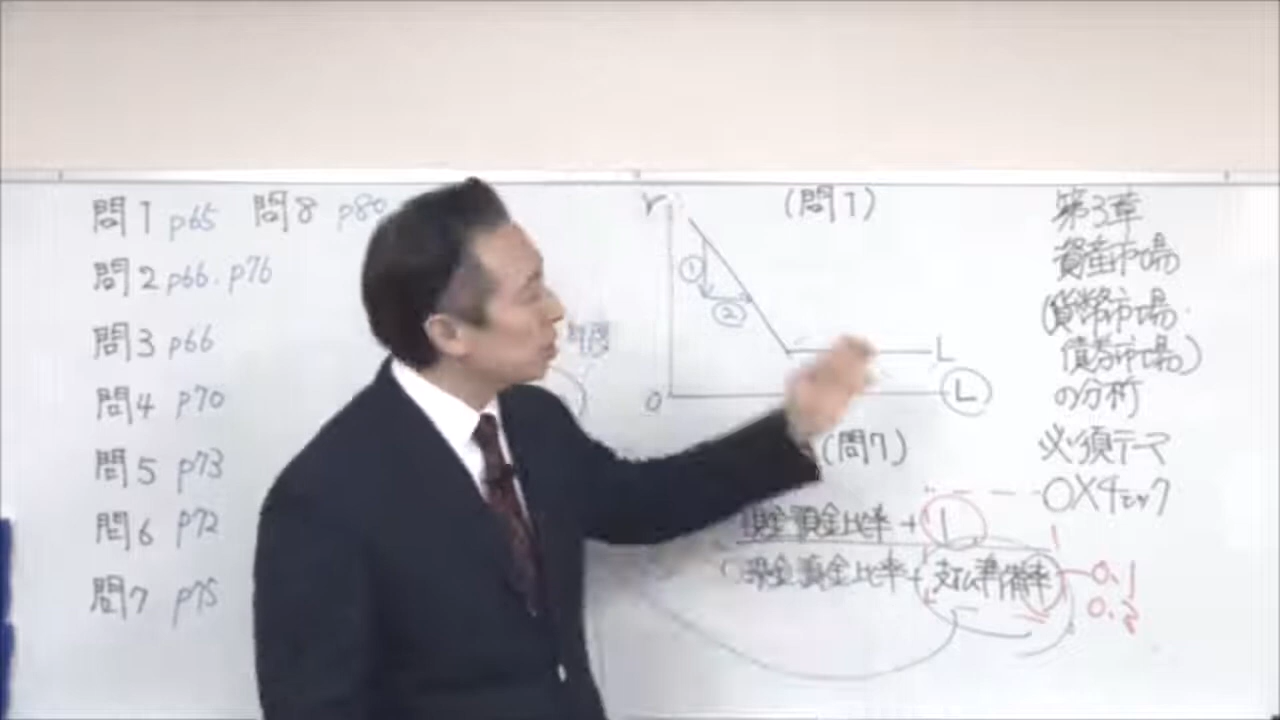 問1 p65 問8 p80
問2 p66. p76
問3 p66
問4 p70
問5 p73
問6 p72
問7 p75
(問1)
r
①
②
L
0
L
(問7)
現金預金比率+1
現金預金比率+支払準備率
1
0.1
0.2
第3章
資産市場
(貨幣市場・
債券市場)
の分析
必須テーマ
○×チェック